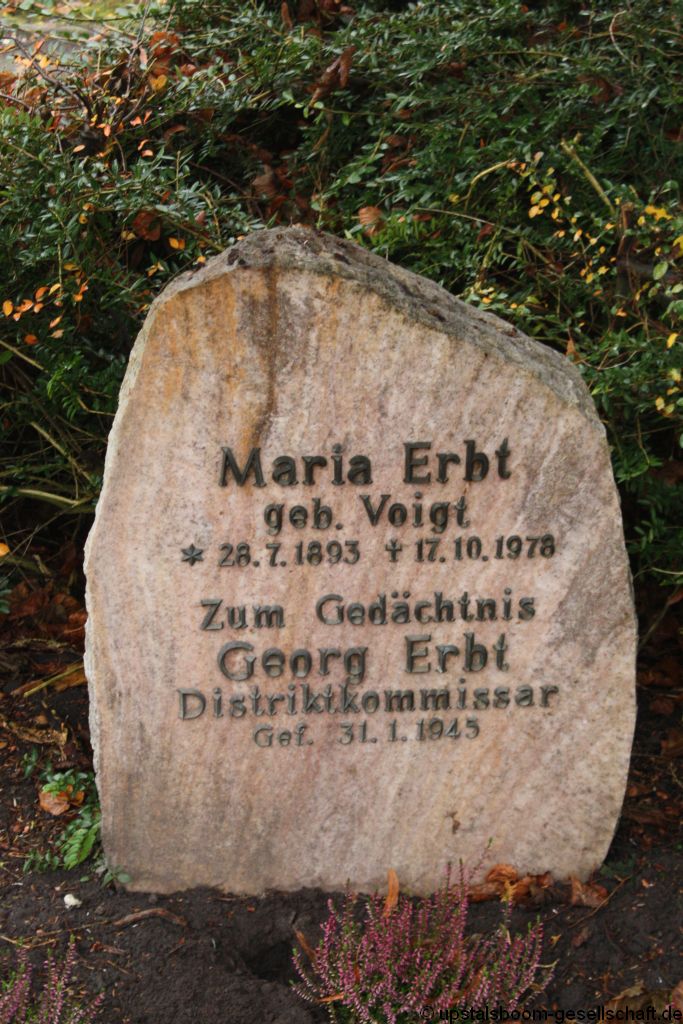 Maria Erbt
geb. Voigt
* 28.7.1893 † 17.10.1978
Zum Gedächtnis
Georg Erbt
Distriktkommissar
Gef. 31.1.1945
© upstalsboom-gesellschaft.de